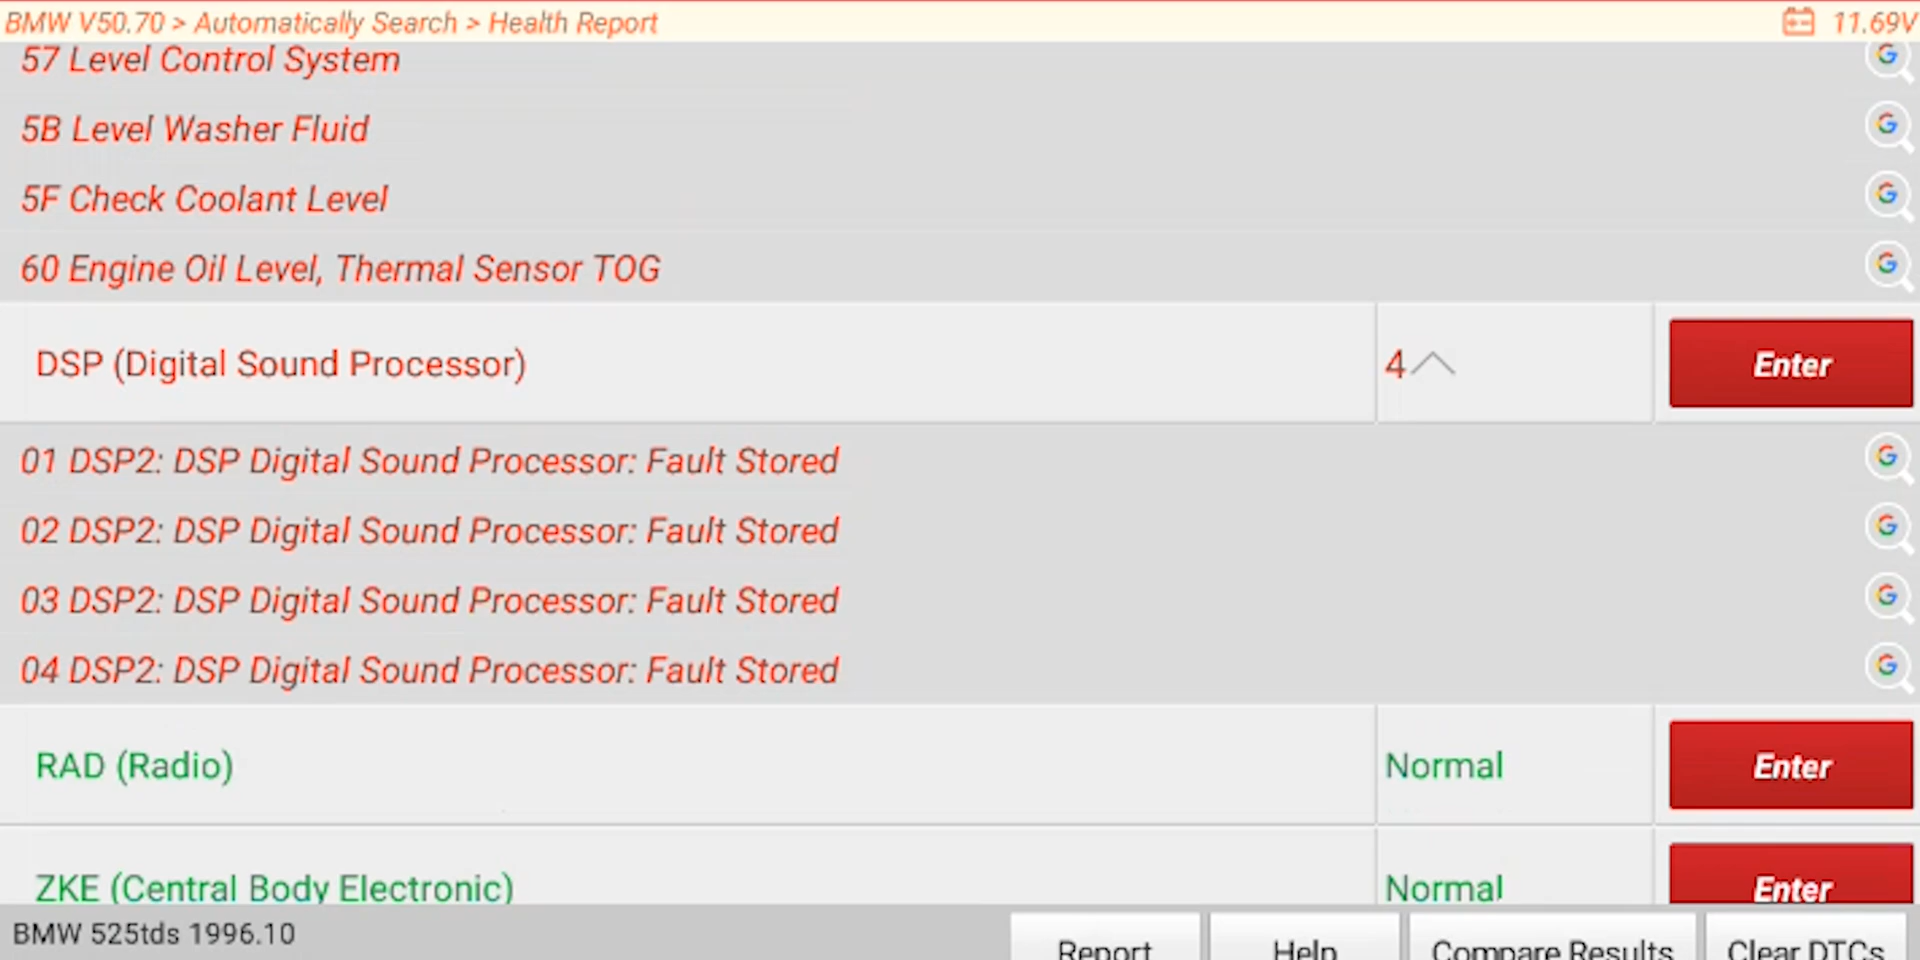 BMW V50.70 > Automatically Search > Health Report 11.69V
57 Level Control System
5B Level Washer Fluid
5F Check Coolant Level
60 Engine Oil Level, Thermal Sensor TOG
DSP (Digital Sound Processor) 4 Enter
01 DSP2: DSP Digital Sound Processor: Fault Stored
02 DSP2: DSP Digital Sound Processor: Fault Stored
03 DSP2: DSP Digital Sound Processor: Fault Stored
04 DSP2: DSP Digital Sound Processor: Fault Stored
RAD (Radio) Normal Enter
ZKE (Central Body Electronic) Normal Enter
BMW 525tds 1996.10
Report Help Compare Results Clear DTCs